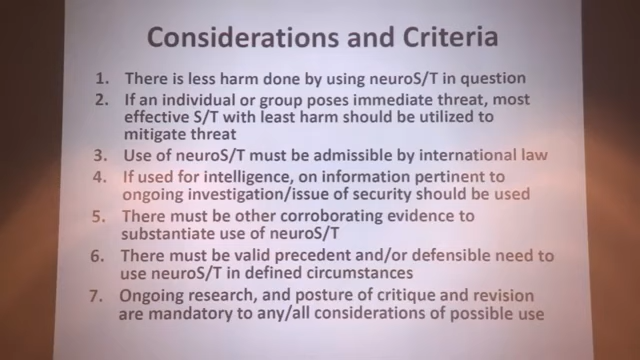 Considerations and Criteria
1. There is less harm done by using neuroS/T in question
2. If an individual or group poses immediate threat, most
effective S/T with least harm should be utilized to
mitigate threat
3. Use of neuroS/T must be admissible by international law
4. If used for intelligence, on information pertinent to
ongoing investigation/issue of security should be used
5. There must be other corroborating evidence to
substantiate use of neuroS/T
6. There must be valid precedent and/or defensible need to
use neuroS/T in defined circumstances
7. Ongoing research, and posture of critique and revision
are mandatory to any/all considerations of possible use